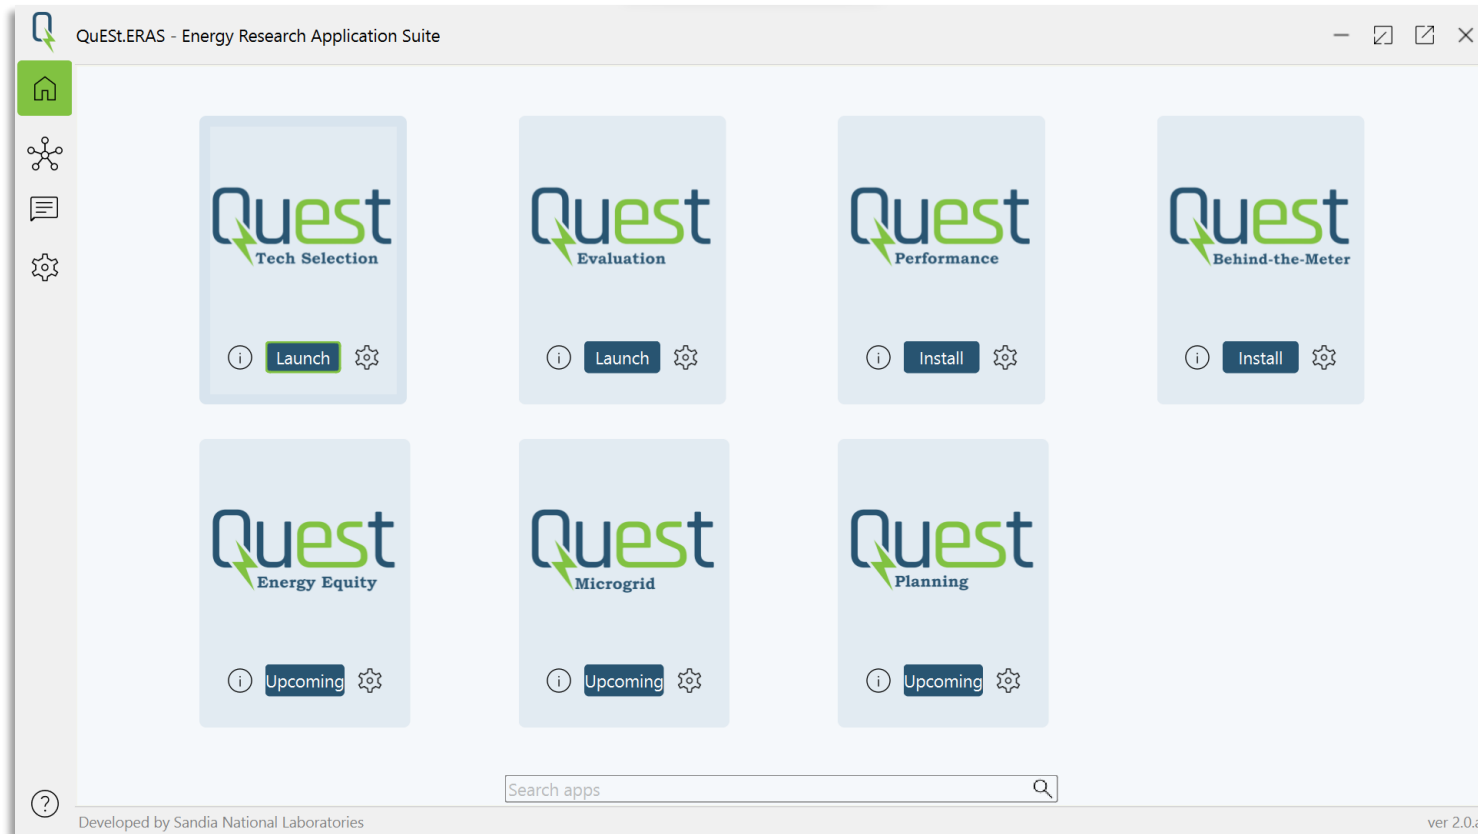 QuESt.ERAS - Energy Research Application Suite
Quest
Tech Selection
Launch
Quest
Evaluation
Launch
Quest
Performance
Install
Quest
Behind-the-Meter
Install
Quest
Energy Equity
Upcoming
Quest
Microgrid
Upcoming
Quest
Planning
Upcoming
Search apps
Developed by Sandia National Laboratories
ver 2.0.